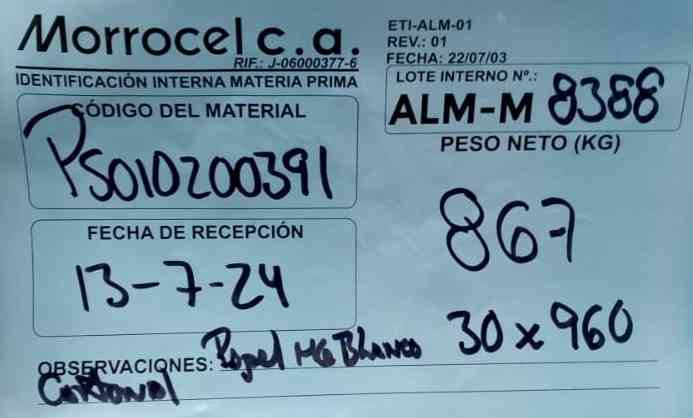 Morrocel c.a.
RIF.: J-06000377-6
IDENTIFICACIÓN INTERNA MATERIA PRIMA
ETI-ALM-01
REV.: 01
FECHA: 22/07/03
LOTE INTERNO Nº.:
ALM-M 8388
CÓDIGO DEL MATERIAL
PS010200391
PESO NETO (KG)
867
FECHA DE RECEPCIÓN
13-7-24
30 x 960
OBSERVACIONES: Papel MG Blanco